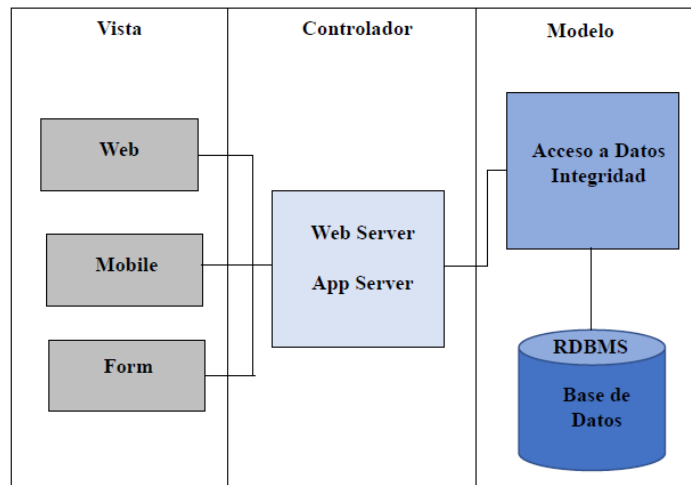 Vista
Controlador
Modelo
Web
Mobile
Form
Web Server
App Server
Acceso a Datos
Integridad
RDBMS
Base de
Datos